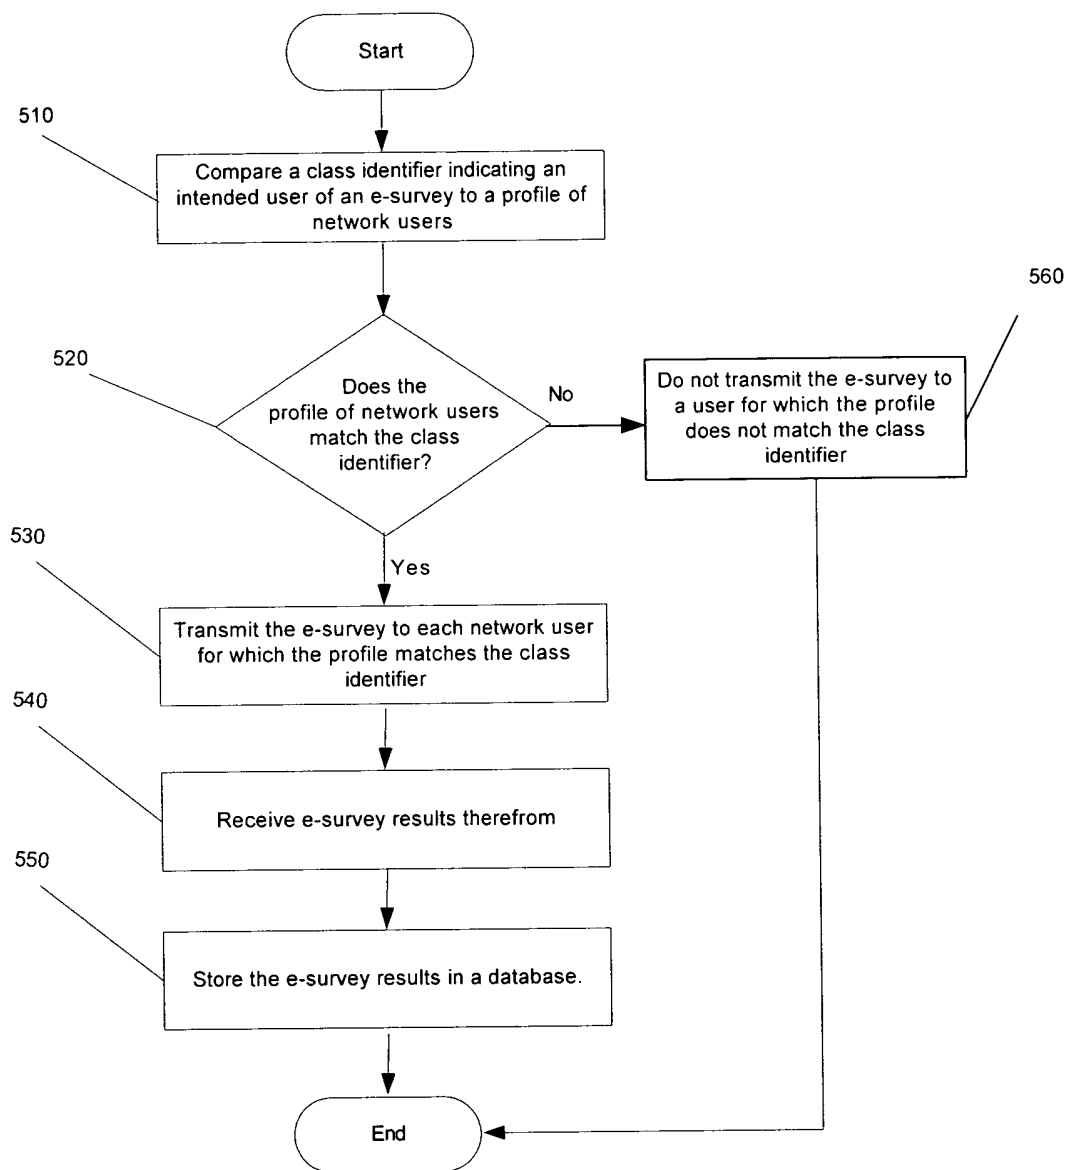 Start
510
Compare a class identifier indicating an
intended user of an e-survey to a profile of
network users
560
520
Does the
profile of network users
match the class
identifier?
No
Do not transmit the e-survey to
a user for which the profile
does not match the class
identifier
530
Yes
Transmit the e-survey to each network user
for which the profile matches the class
identifier
540
Receive e-survey results therefrom
550
Store the e-survey results in a database.
End